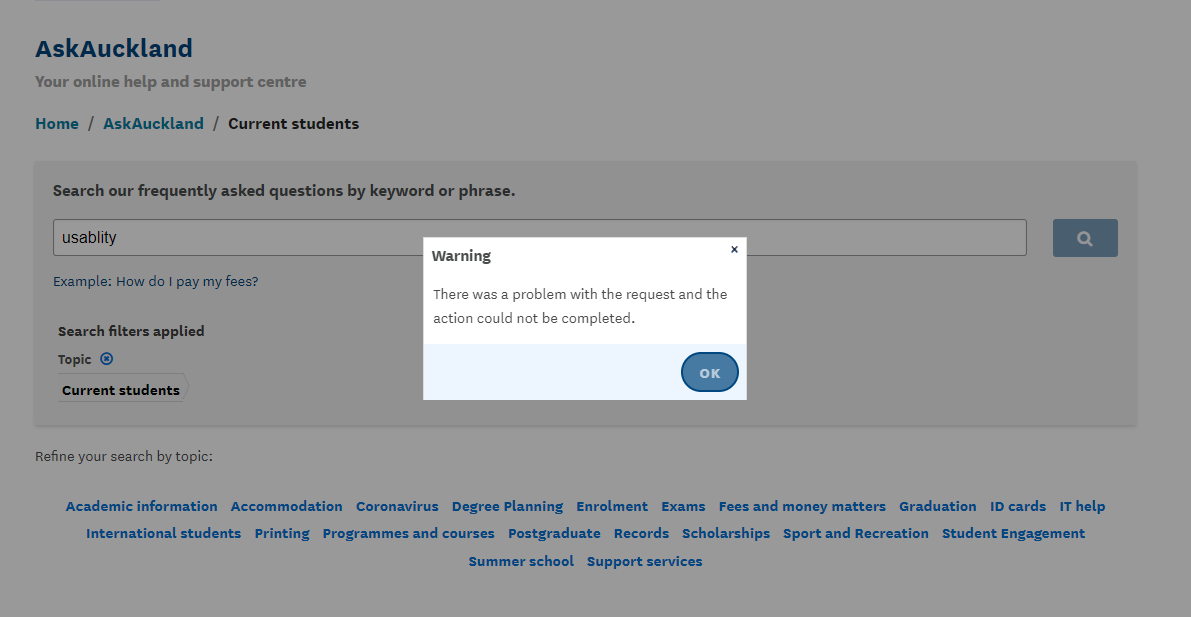 AskAuckland
Your online help and support centre
Home / AskAuckland / Current students
Search our frequently asked questions by keyword or phrase.
usablity
Example: How do I pay my fees?
Search filters applied
Topic
Current students
Warning ×
There was a problem with the request and the
action could not be completed.
OK
Refine your search by topic:
Academic information Accommodation Coronavirus Degree Planning Enrolment Exams Fees and money matters Graduation ID cards IT help
International students Printing Programmes and courses Postgraduate Records Scholarships Sport and Recreation Student Engagement
Summer school Support services